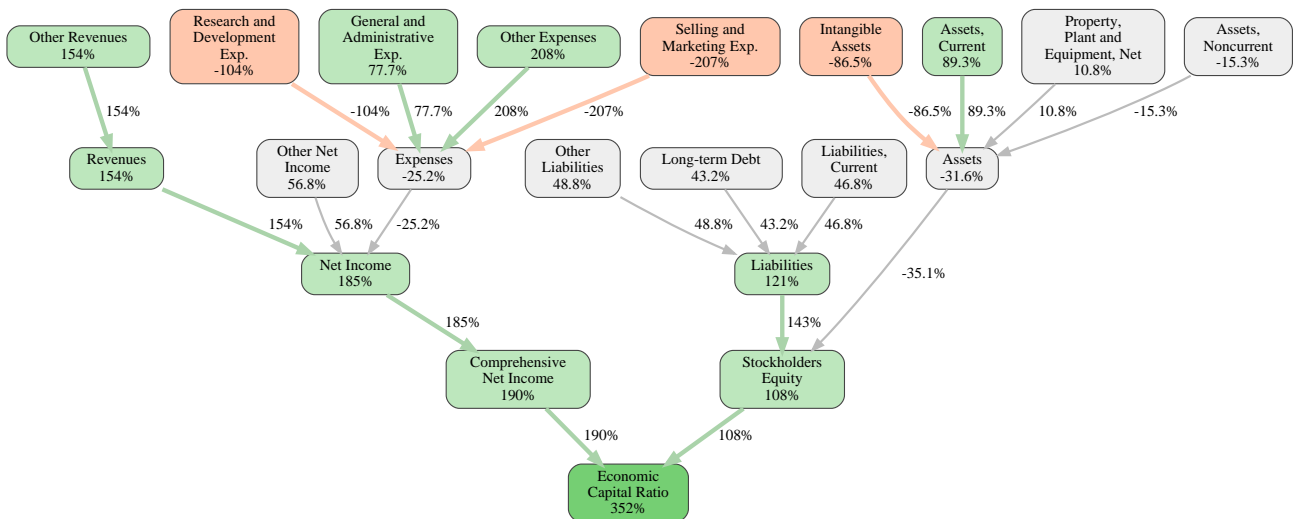 Other Revenues
154%
Research and
Development
Exp.
-104%
General and
Administrative
Exp.
77.7%
Other Expenses
208%
Selling and
Marketing Exp.
-207%
Intangible
Assets
-86.5%
Assets,
Current
89.3%
Property,
Plant and
Equipment, Net
10.8%
Assets,
Noncurrent
-15.3%
154%
-104%
77.7%
208%
-207%
-86.5%
89.3%
10.8%
-15.3%
Revenues
154%
Other Net
Income
56.8%
Expenses
-25.2%
Other
Liabilities
48.8%
Long-term Debt
43.2%
Liabilities,
Current
46.8%
Assets
-31.6%
154%
56.8%
-25.2%
48.8%
43.2%
46.8%
-35.1%
Net Income
185%
Liabilities
121%
185%
143%
Comprehensive
Net Income
190%
Stockholders
Equity
108%
190%
108%
Economic
Capital Ratio
352%